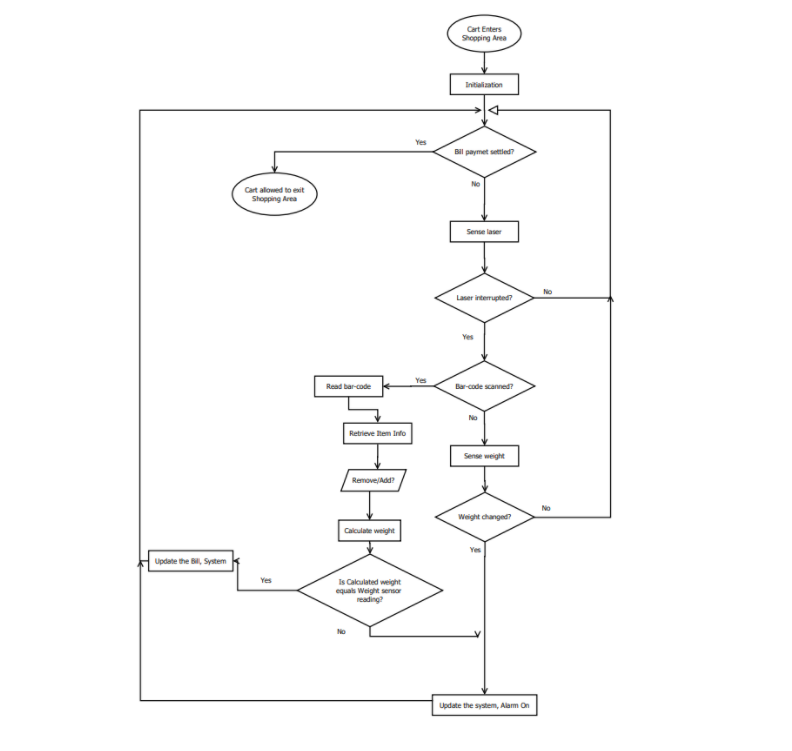 Cart Enters
Shopping Area
Initialization
Yes
Bill paymet settled?
Cart allowed to exit
Shopping Area
No
Sense laser
Laser interrupted?
No
Yes
Read bar-code
Yes
Bar-code scanned?
No
Retrieve Item Info
Sense weight
Remove/Add?
Weight changed?
No
Calculate weight
Yes
Update the Bill, System
Yes
Is Calculated weight
equals Weight sensor
reading?
No
Update the system, Alarm On